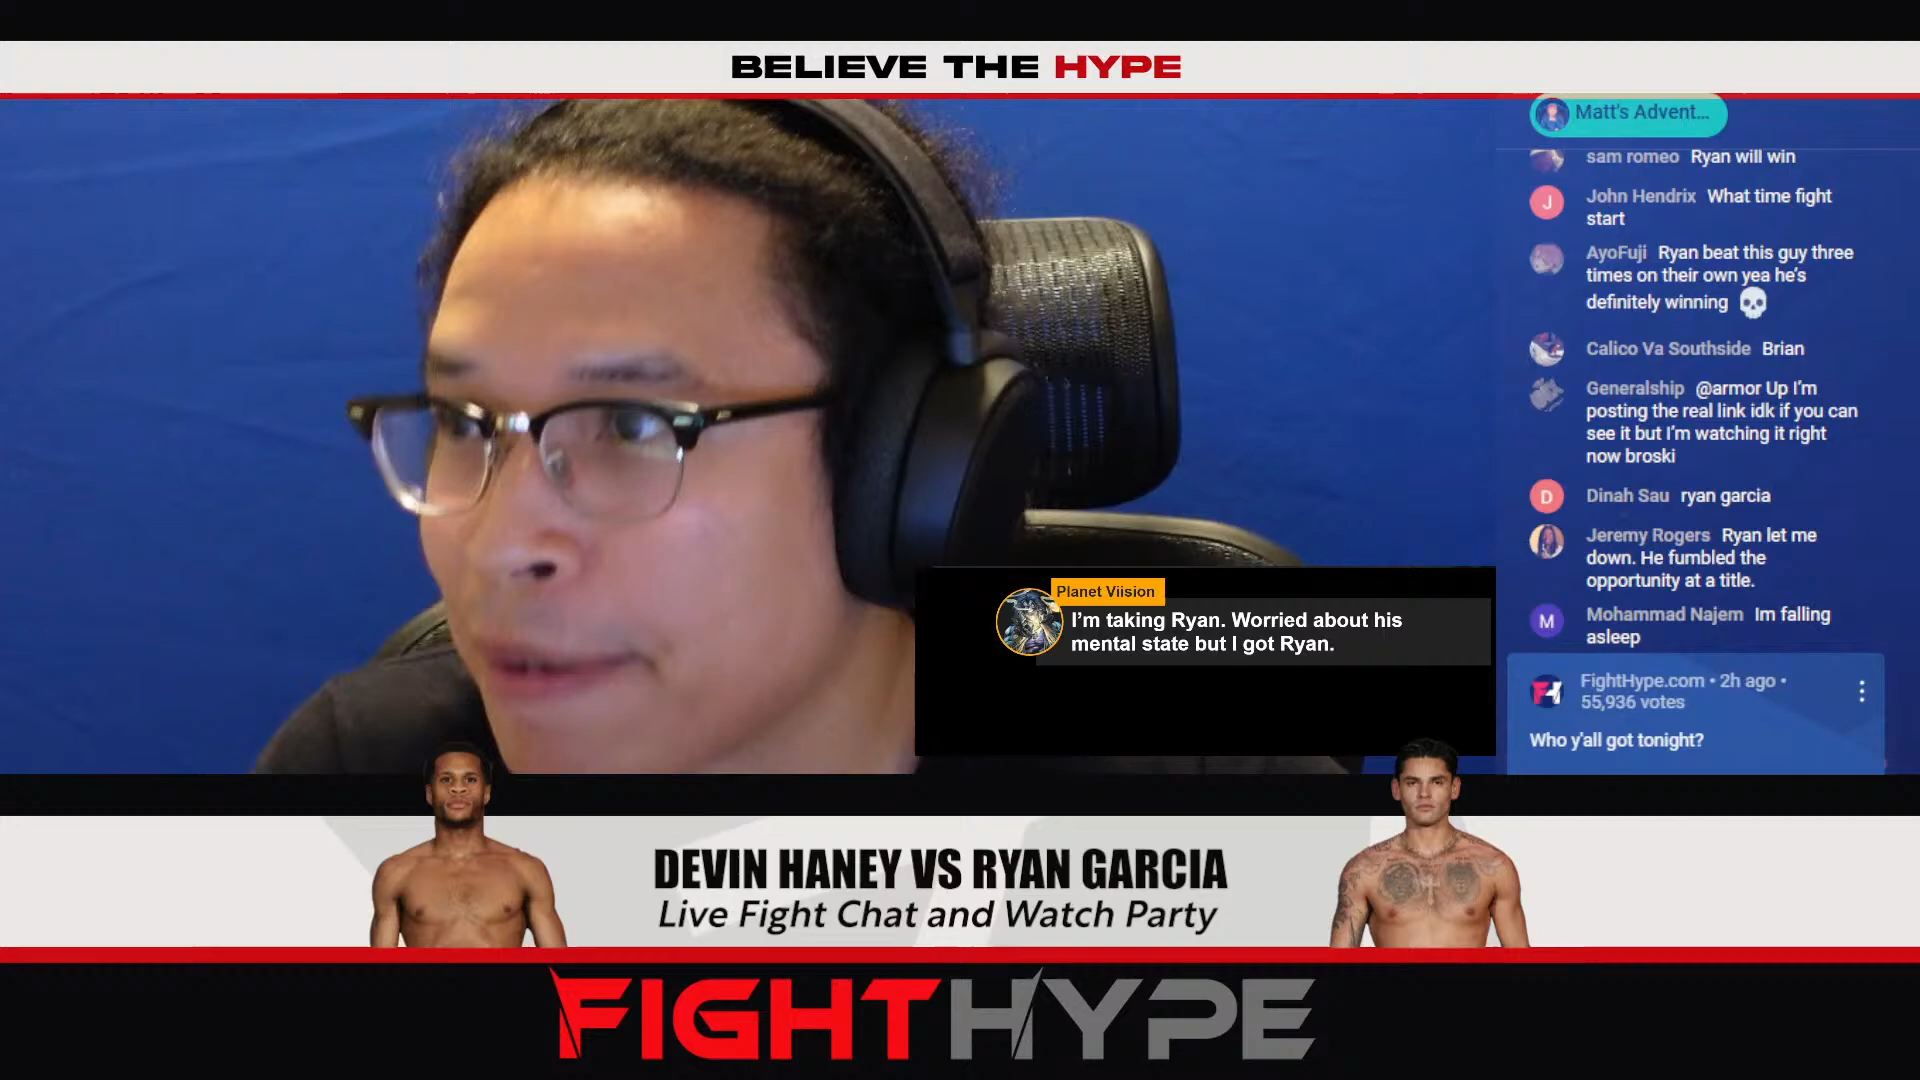 BELIEVE THE HYPE
Matt's Advent...
sam romeo Ryan will win
John Hendrix What time fight
start
AyoFuji Ryan beat this guy three
times on their own yea he's
definitely winning
Calico Va Southside Brian
Generalship @armor Up I'm
posting the real link idk if you can
see it but I'm watching it right
now broski
Dinah Sau ryan garcia
Jeremy Rogers Ryan let me
down. He fumbled the
opportunity at a title.
Mohammad Najem Im falling
asleep
FightHype.com • 2h ago •
55,936 votes
Who y'all got tonight?
Planet Viision
I'm taking Ryan. Worried about his
mental state but I got Ryan.
DEVIN HANEY VS RYAN GARCIA
Live Fight Chat and Watch Party
FIGHTHYPE
J
D
M
FH